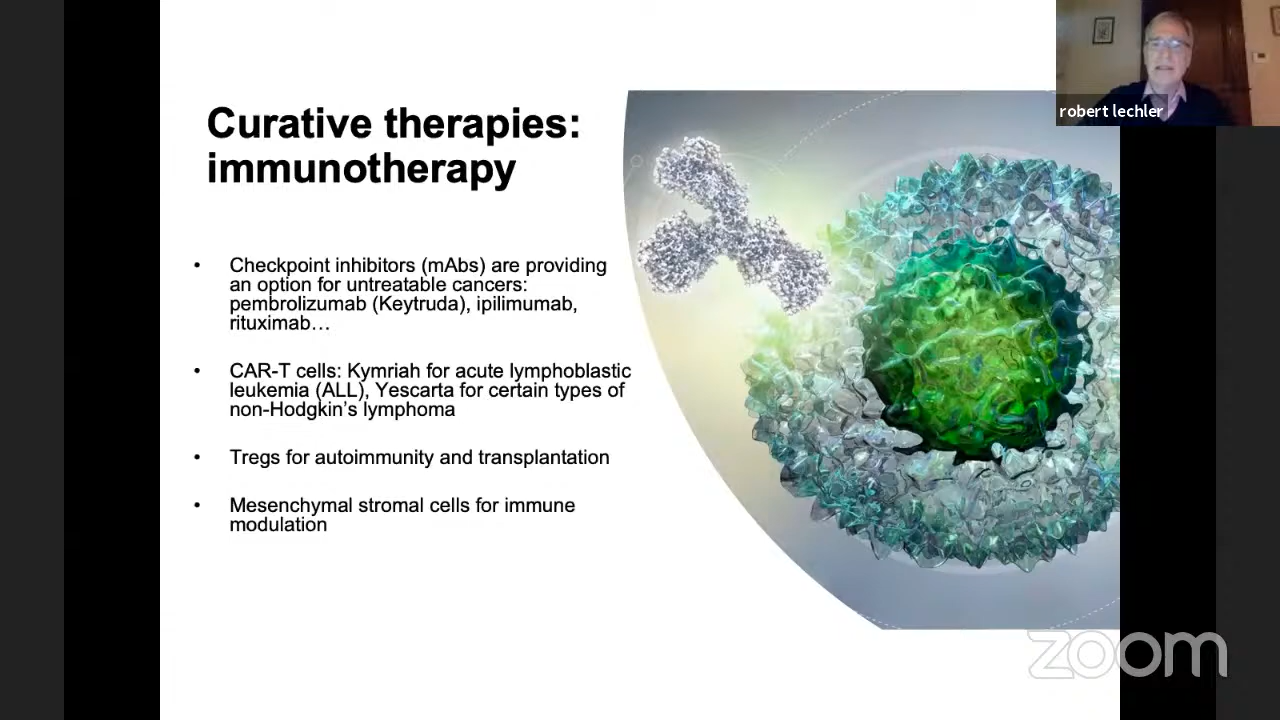 Curative therapies:
immunotherapy
• Checkpoint inhibitors (mAbs) are providing
an option for untreatable cancers:
pembrolizumab (Keytruda), ipilimumab,
rituximab…
• CAR-T cells: Kymriah for acute lymphoblastic
leukemia (ALL), Yescarta for certain types of
non-Hodgkin’s lymphoma
• Tregs for autoimmunity and transplantation
• Mesenchymal stromal cells for immune
modulation
robert lechler
zoom